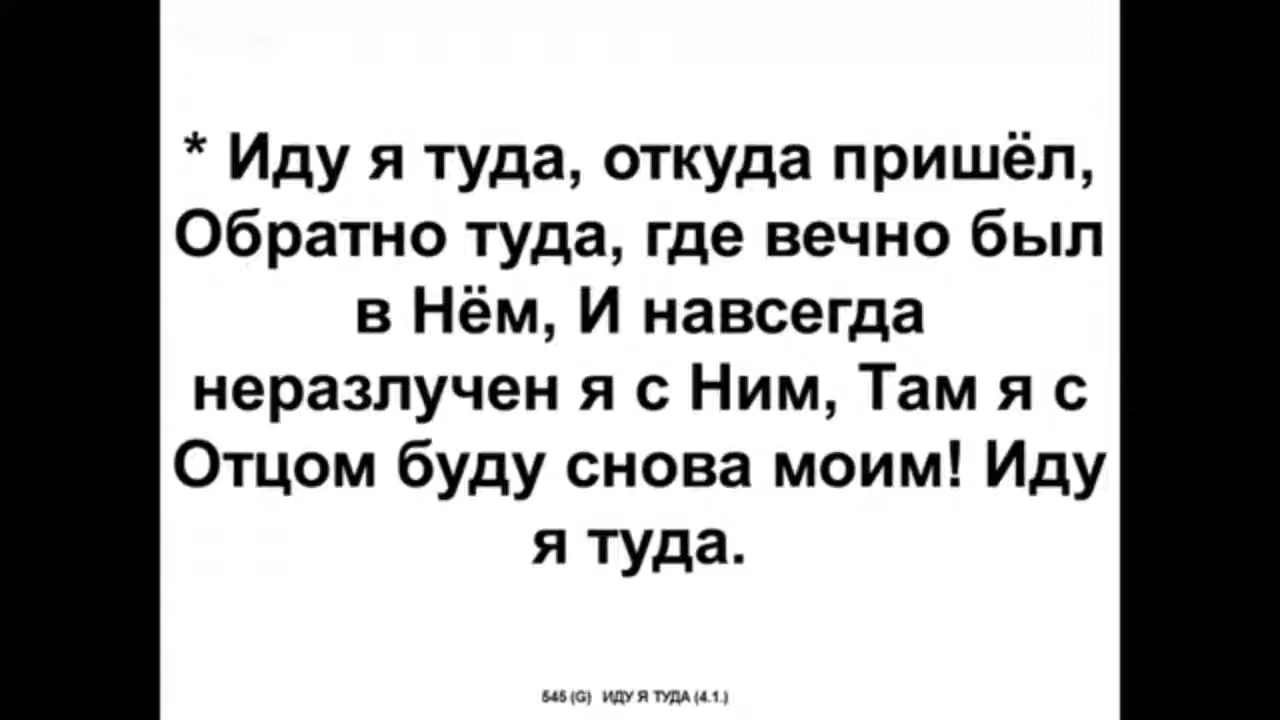 * Иду я туда, откуда пришёл,
Обратно туда, где вечно был
в Нём, И навсегда
неразлучен я с Ним, Там я с
Отцом буду снова моим! Иду
я туда.
545 (G) ИДУ Я ТУДА (4.1.)